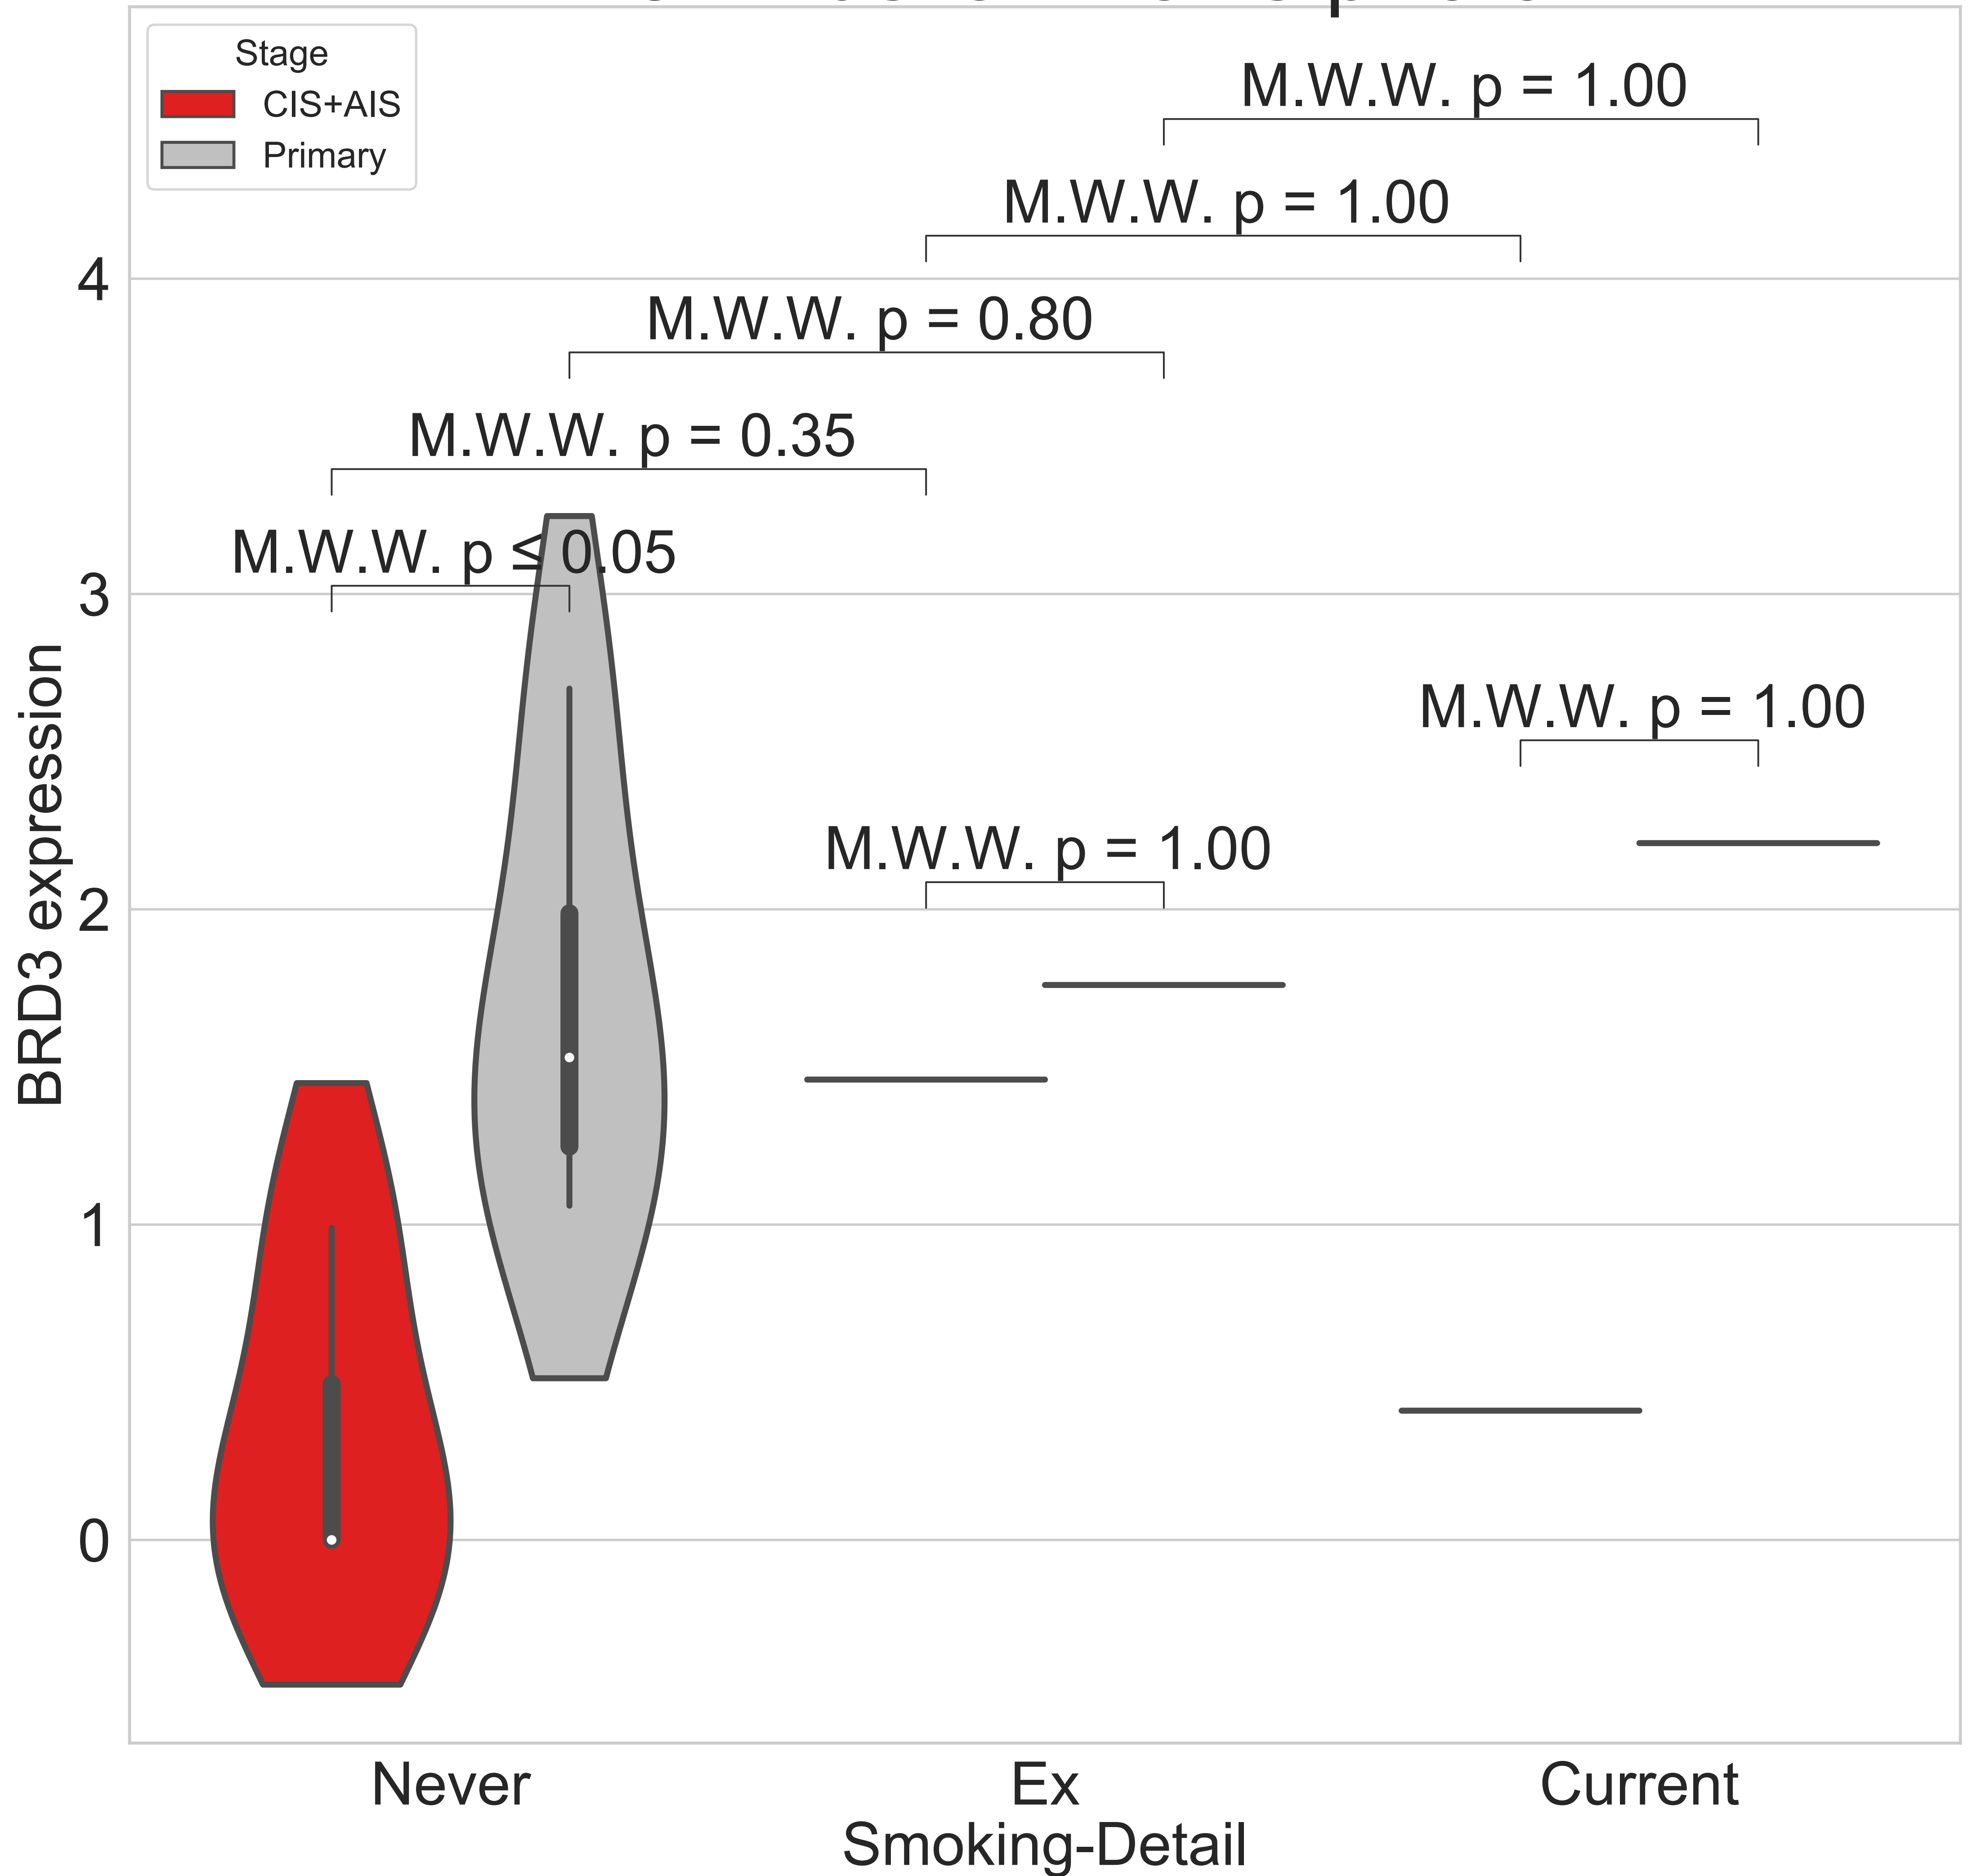 Stage
CIS+AIS
Primary
M.W.W. p = 1.00
M.W.W. p = 1.00
M.W.W. p = 0.80
M.W.W. p = 0.35
M.W.W. p ≤ 0.05
M.W.W. p = 1.00
M.W.W. p = 1.00
4
3
2
1
0
BRD3 expression
Never
Ex
Current
Smoking-Detail